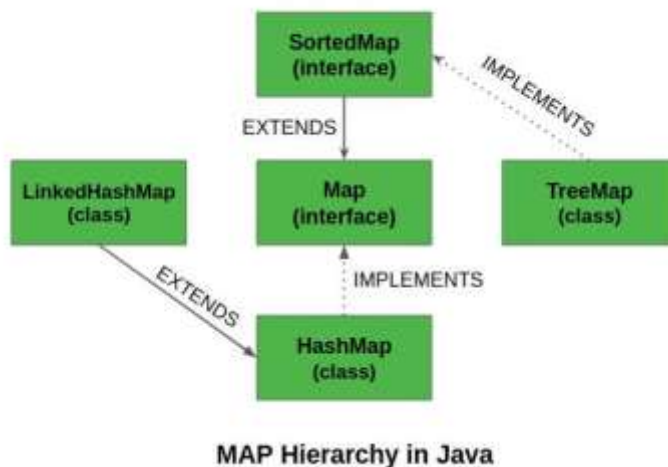 SortedMap
(interface)
IMPLEMENTS
EXTENDS
LinkedHashMap
(class)
Map
(interface)
TreeMap
(class)
EXTENDS
IMPLEMENTS
HashMap
(class)
MAP Hierarchy in Java